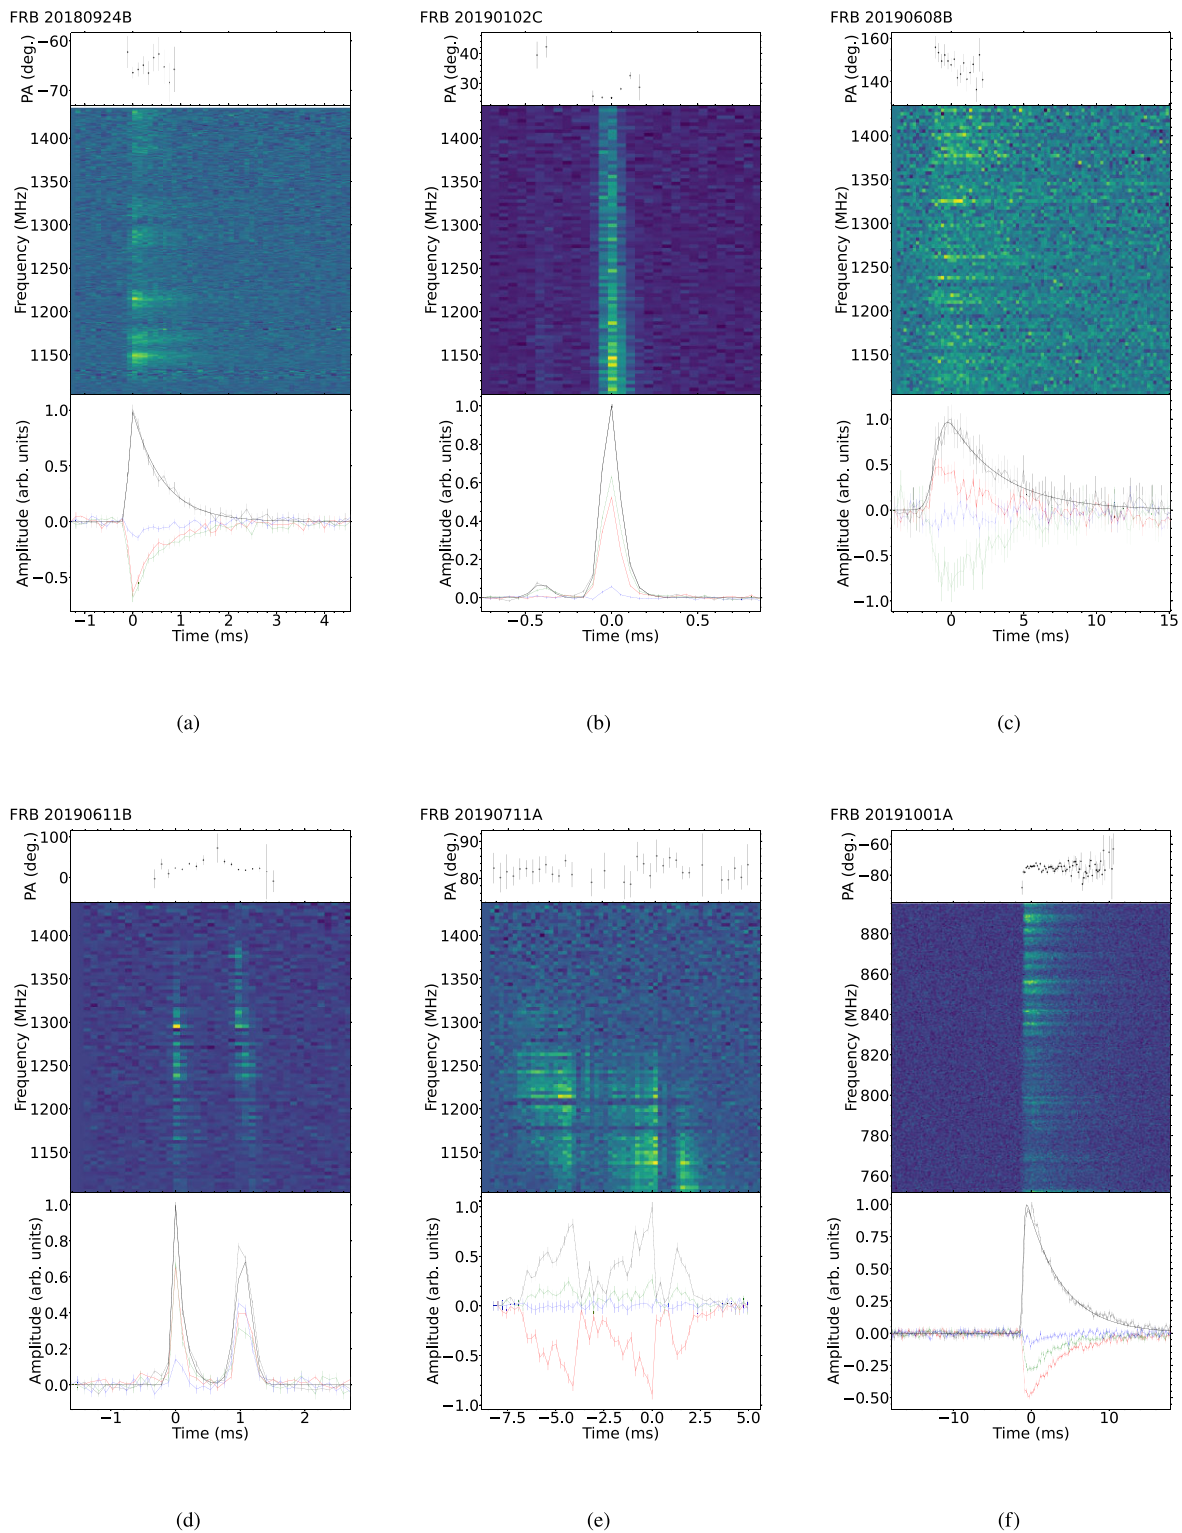 FRB 20180924B
PA (deg.)
−60
−70
Frequency (MHz)
1400
1350
1300
1250
1200
1150
Amplitude (arb. units)
1.0
0.5
0.0
−0.5
−1 0 1 2 3 4
Time (ms)
(a)
FRB 20190102C
PA (deg.)
40
30
Frequency (MHz)
1400
1350
1300
1250
1200
1150
Amplitude (arb. units)
1.0
0.8
0.6
0.4
0.2
0.0
−0.5 0.0 0.5
Time (ms)
(b)
FRB 20190608B
PA (deg.)
160
140
Frequency (MHz)
1400
1350
1300
1250
1200
1150
Amplitude (arb. units)
1.0
0.5
0.0
−0.5
−1.0
0 5 10 15
Time (ms)
(c)
FRB 20190611B
PA (deg.)
100
0
Frequency (MHz)
1400
1350
1300
1250
1200
1150
Amplitude (arb. units)
1.0
0.8
0.6
0.4
0.2
0.0
−1 0 1 2
Time (ms)
(d)
FRB 20190711A
PA (deg.)
90
80
Frequency (MHz)
1400
1350
1300
1250
1200
1150
Amplitude (arb. units)
1.0
0.5
0.0
−0.5
−1.0
−7.5 −5.0 −2.5 0.0 2.5 5.0
Time (ms)
(e)
FRB 20191001A
PA (deg.)
−60
−80
Frequency (MHz)
880
860
840
820
800
780
760
Amplitude (arb. units)
1.00
0.75
0.50
0.25
0.00
−0.25
−0.50
−10 0 10
Time (ms)
(f)